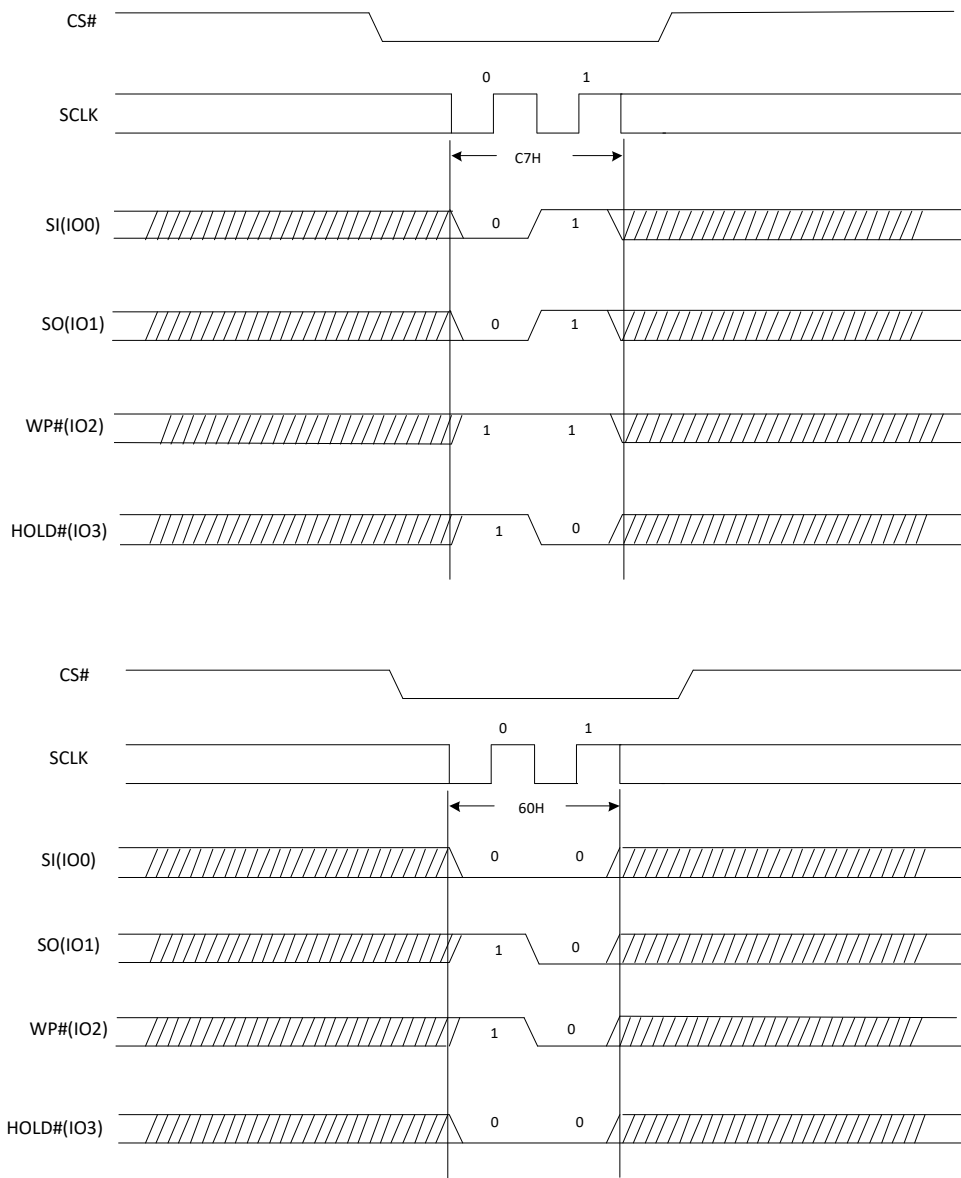 CS#
0 1
SCLK
C7H
SI(IO0) 0 1
SO(IO1) 0 1
WP#(IO2) 1 1
HOLD#(IO3) 1 0
CS#
0 1
SCLK
60H
SI(IO0) 0 0
SO(IO1) 1 0
WP#(IO2) 1 0
HOLD#(IO3) 0 0